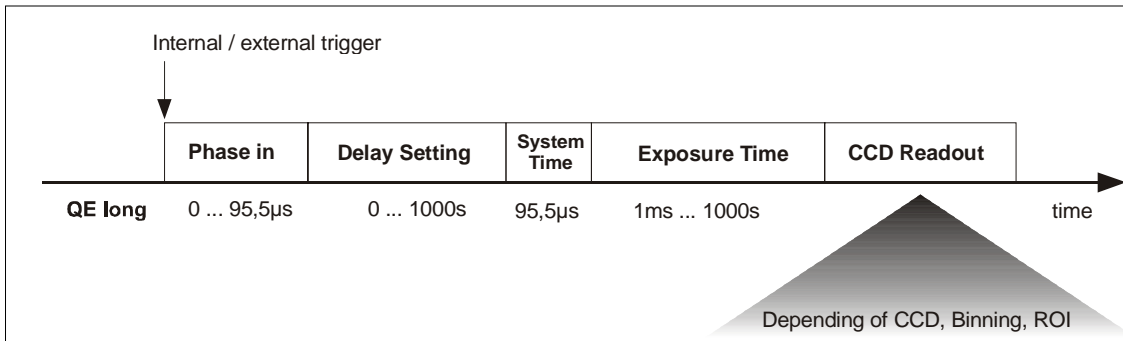 Internal / external trigger
Phase in
Delay Setting
System
Time
Exposure Time
CCD Readout
QE long
0 ... 95,5µs
0 ... 1000s
95,5µs
1ms ... 1000s
time
Depending of CCD, Binning, ROI